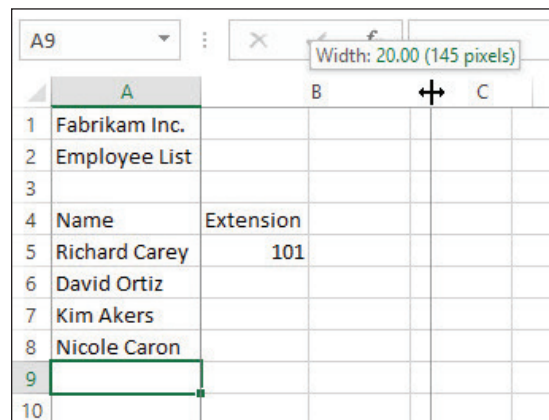 A9
Width: 20.00 (145 pixels)
A B C
1 Fabrikam Inc.
2 Employee List
3
4 Name Extension
5 Richard Carey 101
6 David Ortiz
7 Kim Akers
8 Nicole Caron
9
10